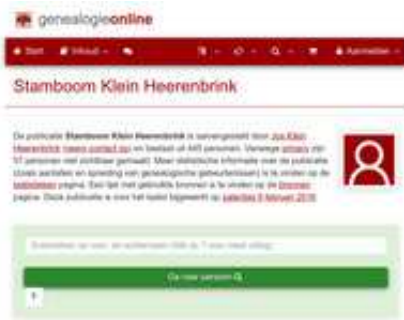 genealogieonline
Start Inhoud Aanmelden
Stamboom Klein Heerenbrink
De publicatie Stamboom Klein Heerenbrink is samengesteld door Jos Klein
Heerenbrink (neem contact op) en bestaat uit personen. Vanwege privacy zijn
57 personen niet zichtbaar gemaakt. Meer statistische informatie over de publicatie
(zoals aantallen en spreiding van genealogische gebeurtenissen) is te vinden op de
statistieken pagina. Een lijst met gebruikte bronnen is te vinden op de bronnen
pagina. Deze publicatie is voor het laatst bijgewerkt op zaterdag 6 februari 2016
Ga naar persoon